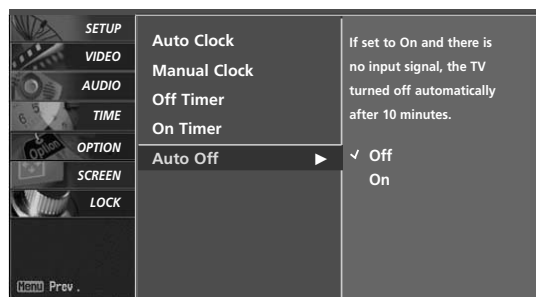 SETUP
VIDEO
AUDIO
TIME
OPTION
SCREEN
LOCK
Menu Prev .
Auto Clock
Manual Clock
Off Timer
On Timer
Auto Off ►
If set to On and there is
no input signal, the TV
turned off automatically
after 10 minutes.
✓ Off
On